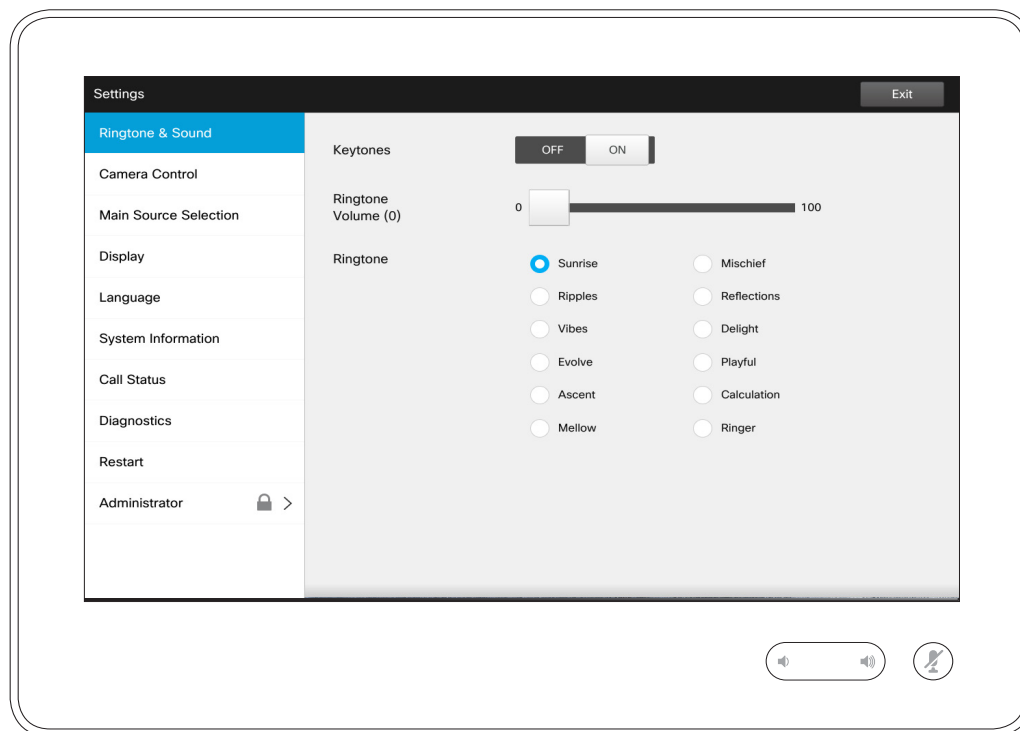 Settings
Exit
Ringtone & Sound
Camera Control
Main Source Selection
Display
Language
System Information
Call Status
Diagnostics
Restart
Administrator
Keytones
OFF ON
Ringtone
Volume (0)
0 100
Ringtone
Sunrise Mischief
Ripples Reflections
Vibes Delight
Evolve Playful
Ascent Calculation
Mellow Ringer